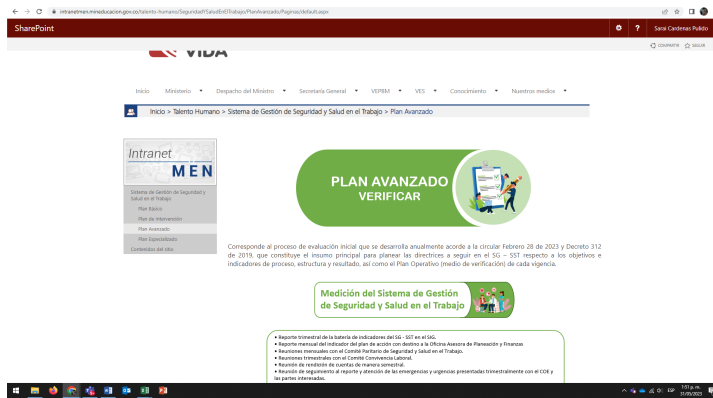 intranetmen.mineducacion.gov.co/talento-humano/SeguridadYSaludEnElTrabajo/PlanAvanzado/Paginas/default.aspx
SharePoint
?
Sarai Cardenas Pulido
COMPARTIR
SEGUIR
VIDA
Inicio
Ministerio
Despacho del Ministro
Secretaría General
VEPBM
VES
Conocimiento
Nuestros medios
Inicio > Talento Humano > Sistema de Gestión de Seguridad y Salud en el Trabajo > Plan Avanzado
Intranet
MEN
Sistema de Gestión de Seguridad y
Salud en el Trabajo
Plan Básico
Plan de intervención
Plan Avanzado
Plan Especializado
Contenidos del sitio
PLAN AVANZADO
VERIFICAR
Corresponde al proceso de evaluación inicial que se desarrolla anualmente acorde a la circular Febrero 28 de 2023 y Decreto 312
de 2019, que constituye el insumo principal para planear las directrices a seguir en el SG – SST respecto a los objetivos e
indicadores de proceso, estructura y resultado, así como el Plan Operativo (medio de verificación) de cada vigencia.
Medición del Sistema de Gestión
de Seguridad y Salud en el Trabajo
• Reporte trimestral de la batería de indicadores del SG - SST en el SIG.
• Reporte mensual del indicador del plan de acción con destino a la Oficina Asesora de Planeación y Finanzas
• Reuniones mensuales con el Comité Paritario de Seguridad y Salud en el Trabajo.
• Reuniones trimestrales con el Comité Convivencia Laboral.
• Reunión de rendición de cuentas de manera semestral.
• Reunión de seguimiento al reporte y atención de las emergencias y urgencias presentadas trimestralmente con el COE y
las partes interesadas.
ESP
1:51 p. m.
31/05/2023